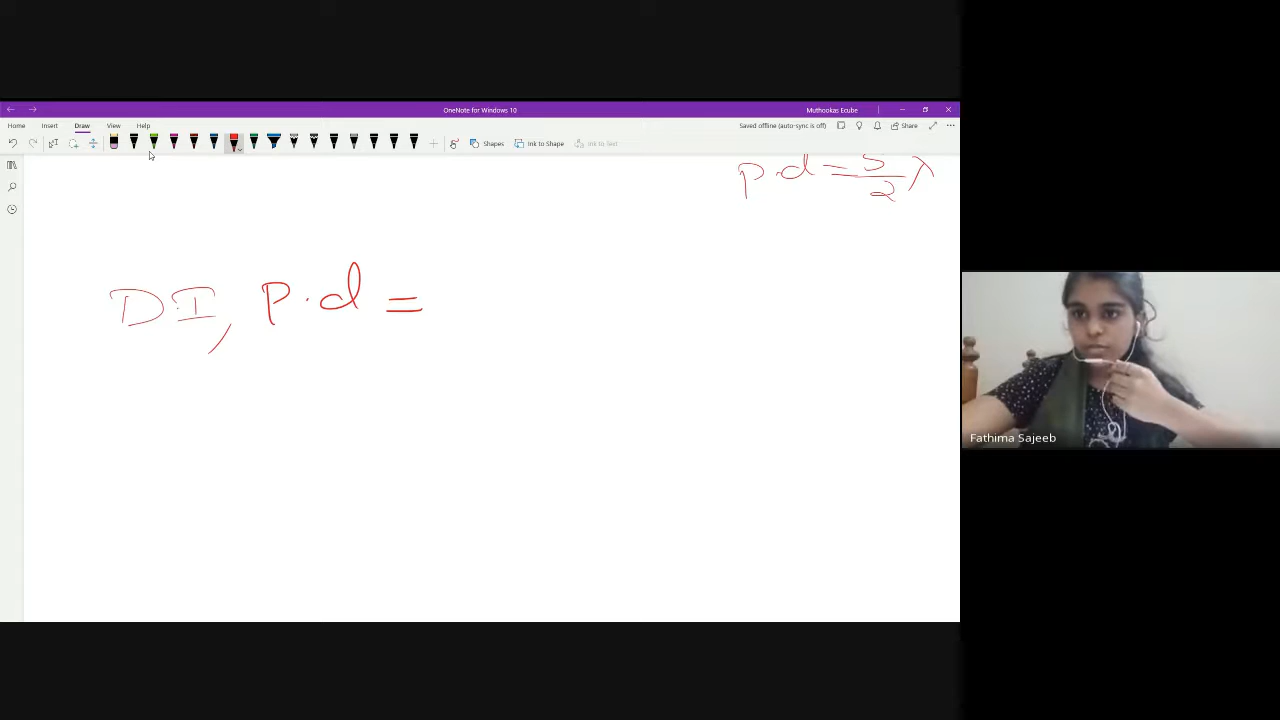 OneNote for Windows 10
Muthookas Ecube
Home Insert Draw View Help
Saved offline (auto-sync is off)
Share
Shapes
Ink to Shape
Ink to Text
p.d = 5/2 λ
DI, p.d =
Fathima Sajeeb